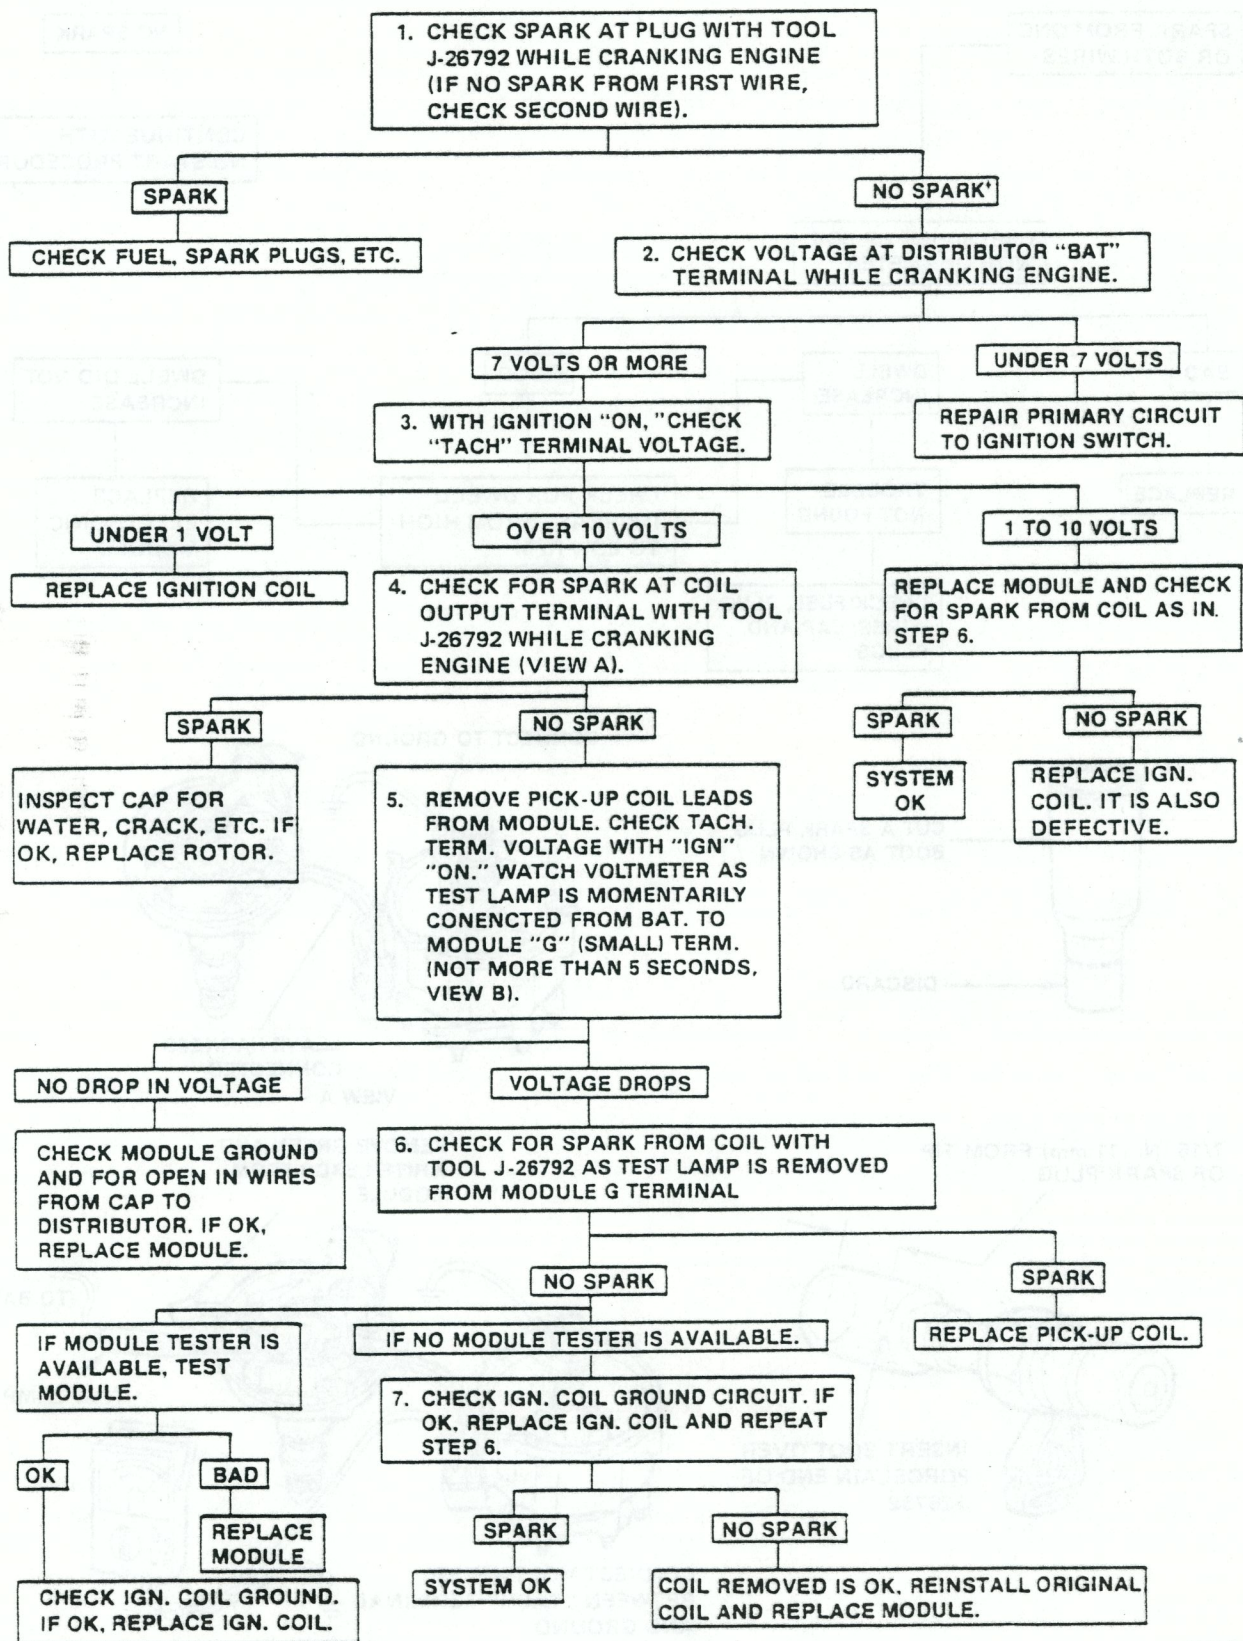 1. CHECK SPARK AT PLUG WITH TOOL
J-26792 WHILE CRANKING ENGINE
(IF NO SPARK FROM FIRST WIRE,
CHECK SECOND WIRE).
SPARK
NO SPARK*
CHECK FUEL, SPARK PLUGS, ETC.
2. CHECK VOLTAGE AT DISTRIBUTOR "BAT"
TERMINAL WHILE CRANKING ENGINE.
7 VOLTS OR MORE
UNDER 7 VOLTS
3. WITH IGNITION "ON, "CHECK
"TACH" TERMINAL VOLTAGE.
REPAIR PRIMARY CIRCUIT
TO IGNITION SWITCH.
UNDER 1 VOLT
OVER 10 VOLTS
1 TO 10 VOLTS
REPLACE IGNITION COIL
4. CHECK FOR SPARK AT COIL
OUTPUT TERMINAL WITH TOOL
J-26792 WHILE CRANKING
ENGINE (VIEW A).
REPLACE MODULE AND CHECK
FOR SPARK FROM COIL AS IN.
STEP 6.
SPARK
NO SPARK
SPARK
NO SPARK
INSPECT CAP FOR
WATER, CRACK, ETC. IF
OK, REPLACE ROTOR.
5. REMOVE PICK-UP COIL LEADS
FROM MODULE. CHECK TACH.
TERM. VOLTAGE WITH "IGN"
"ON." WATCH VOLTMETER AS
TEST LAMP IS MOMENTARILY
CONENCTED FROM BAT. TO
MODULE "G" (SMALL) TERM.
(NOT MORE THAN 5 SECONDS,
VIEW B).
SYSTEM
OK
REPLACE IGN.
COIL. IT IS ALSO
DEFECTIVE.
NO DROP IN VOLTAGE
VOLTAGE DROPS
CHECK MODULE GROUND
AND FOR OPEN IN WIRES
FROM CAP TO
DISTRIBUTOR. IF OK,
REPLACE MODULE.
6. CHECK FOR SPARK FROM COIL WITH
TOOL J-26792 AS TEST LAMP IS REMOVED
FROM MODULE G TERMINAL
NO SPARK
SPARK
IF MODULE TESTER IS
AVAILABLE, TEST
MODULE.
IF NO MODULE TESTER IS AVAILABLE.
REPLACE PICK-UP COIL.
7. CHECK IGN. COIL GROUND CIRCUIT. IF
OK, REPLACE IGN. COIL AND REPEAT
STEP 6.
OK
BAD
REPLACE
MODULE
SPARK
NO SPARK
CHECK IGN. COIL GROUND.
IF OK, REPLACE IGN. COIL.
SYSTEM OK
COIL REMOVED IS OK, REINSTALL ORIGINAL
COIL AND REPLACE MODULE.